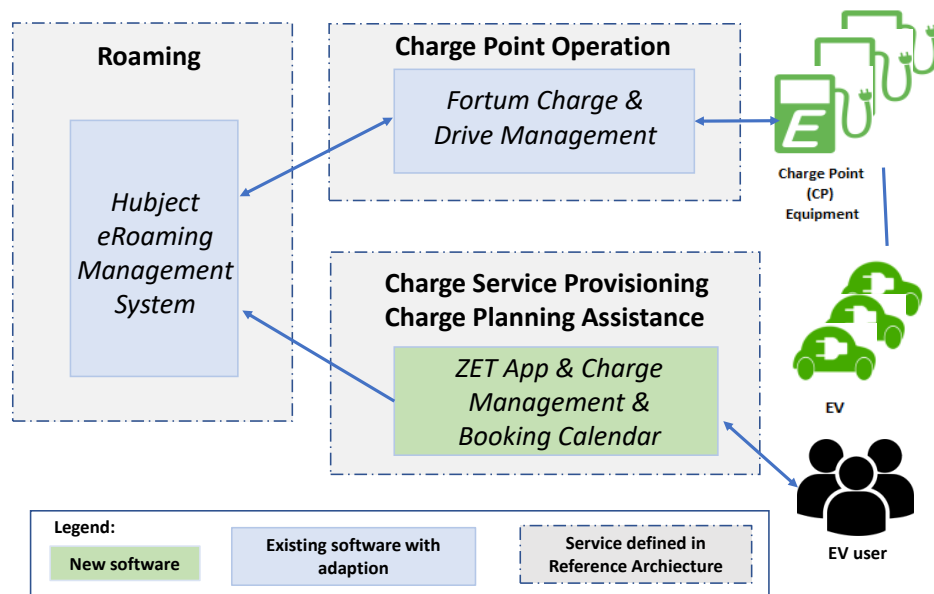 Roaming
Hubject
eRoaming
Management
System
Charge Point Operation
Fortum Charge &
Drive Management
E
Charge Point
(CP)
Equipment
Charge Service Provisioning
Charge Planning Assistance
ZET App & Charge
Management &
Booking Calendar
EV
EV user
Legend:
New software
Existing software with
adaption
Service defined in
Reference Archiecture